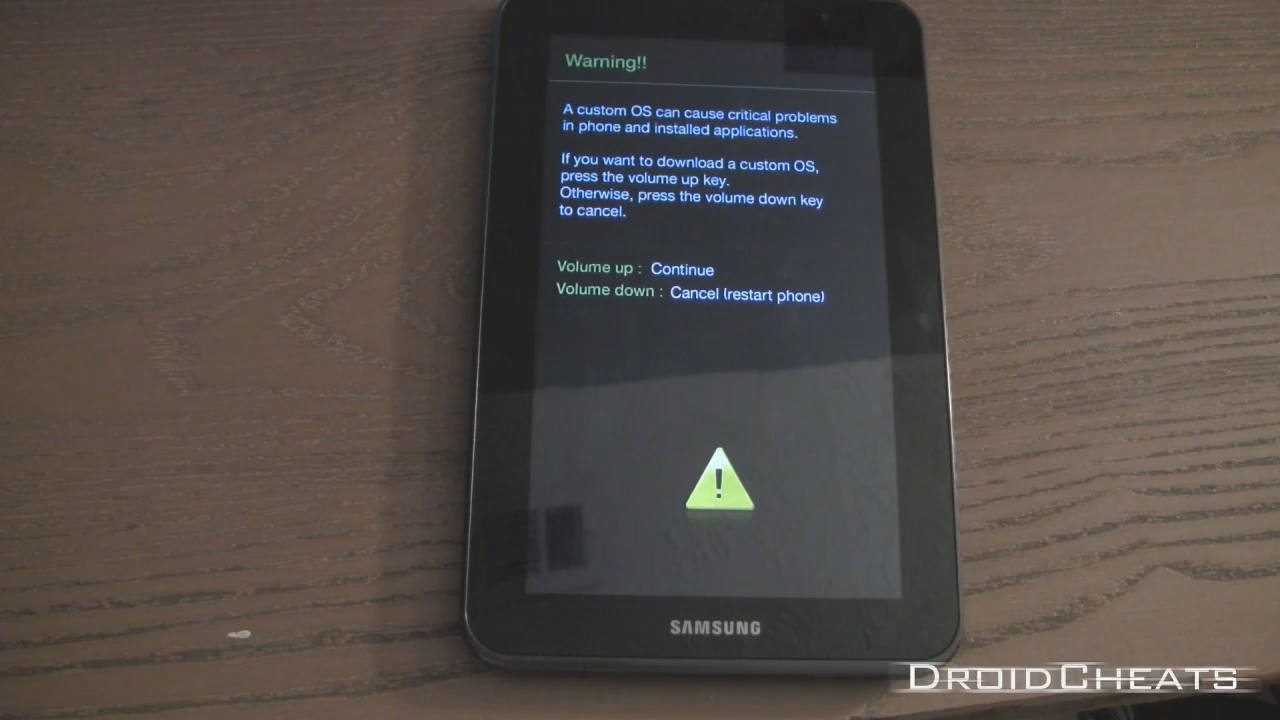 Warning!!
A custom OS can cause critical problems
in phone and installed applications.
If you want to download a custom OS,
press the volume up key.
Otherwise, press the volume down key
to cancel.
Volume up : Continue
Volume down : Cancel (restart phone)
SAMSUNG
DROIDCHEATS